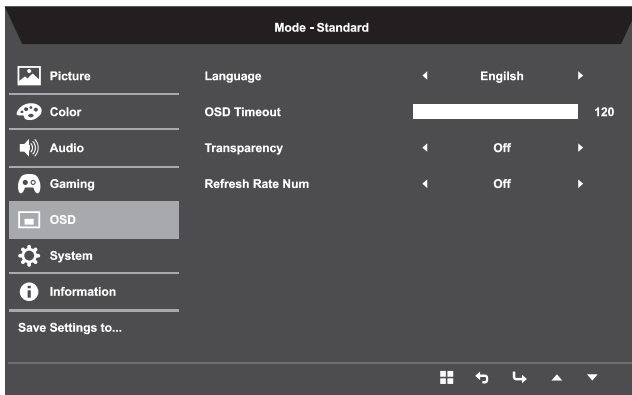 Mode - Standard
Picture
Language
Engilsh
Color
OSD Timeout
120
Audio
Transparency
Off
Gaming
Refresh Rate Num
Off
OSD
System
Information
Save Settings to...